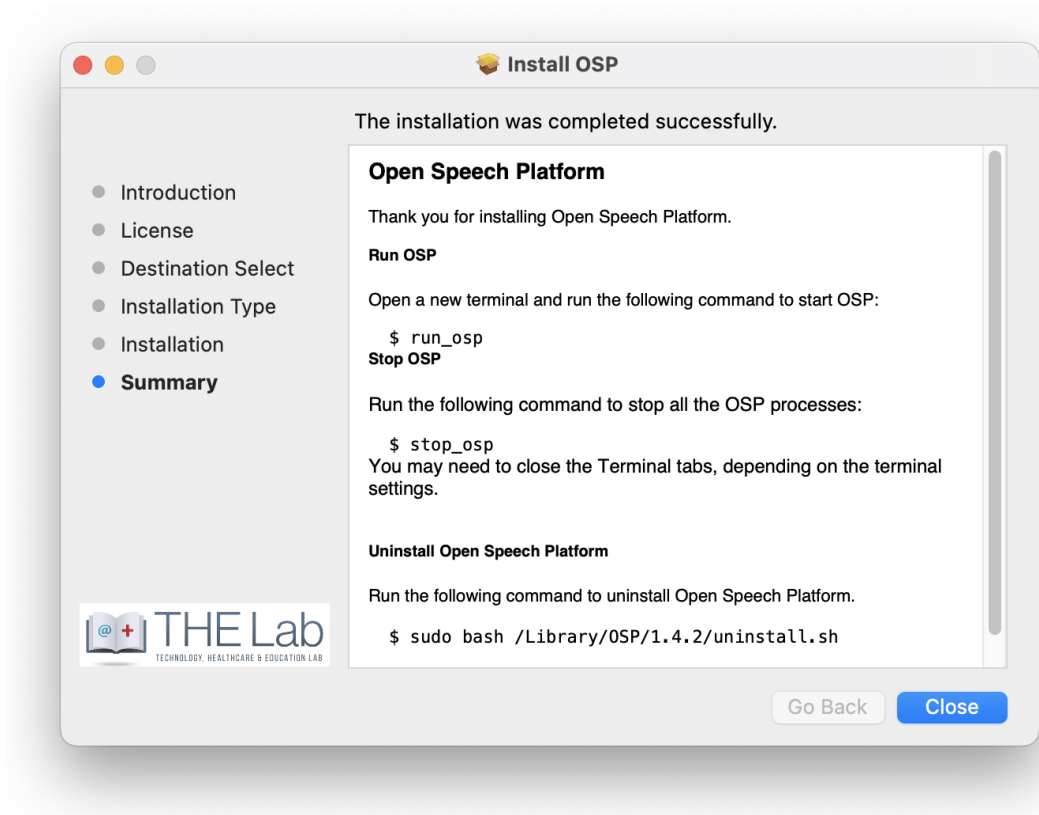 Install OSP
The installation was completed successfully.
Introduction
License
Destination Select
Installation Type
Installation
Summary
Open Speech Platform
Thank you for installing Open Speech Platform.
Run OSP
Open a new terminal and run the following command to start OSP:
$ run_osp
Stop OSP
Run the following command to stop all the OSP processes:
$ stop_osp
You may need to close the Terminal tabs, depending on the terminal
settings.
Uninstall Open Speech Platform
Run the following command to uninstall Open Speech Platform.
$ sudo bash /Library/OSP/1.4.2/uninstall.sh
@ + THE Lab
TECHNOLOGY, HEALTHCARE & EDUCATION LAB
Go Back
Close